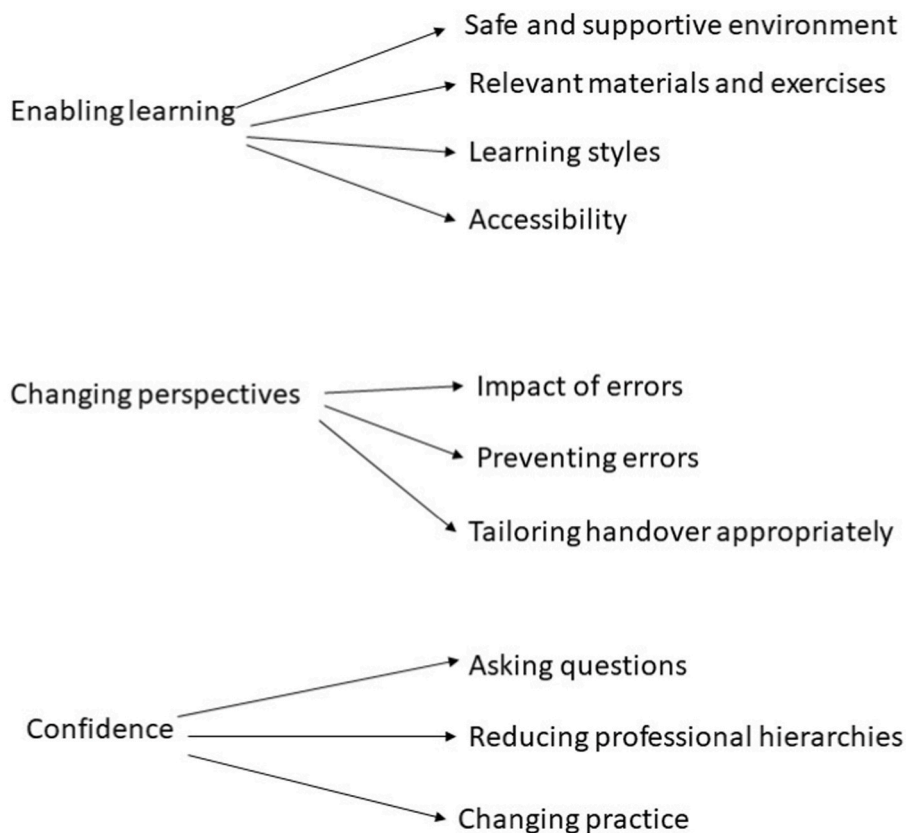 Enabling learning
Safe and supportive environment
Relevant materials and exercises
Learning styles
Accessibility
Changing perspectives
Impact of errors
Preventing errors
Tailoring handover appropriately
Confidence
Asking questions
Reducing professional hierarchies
Changing practice